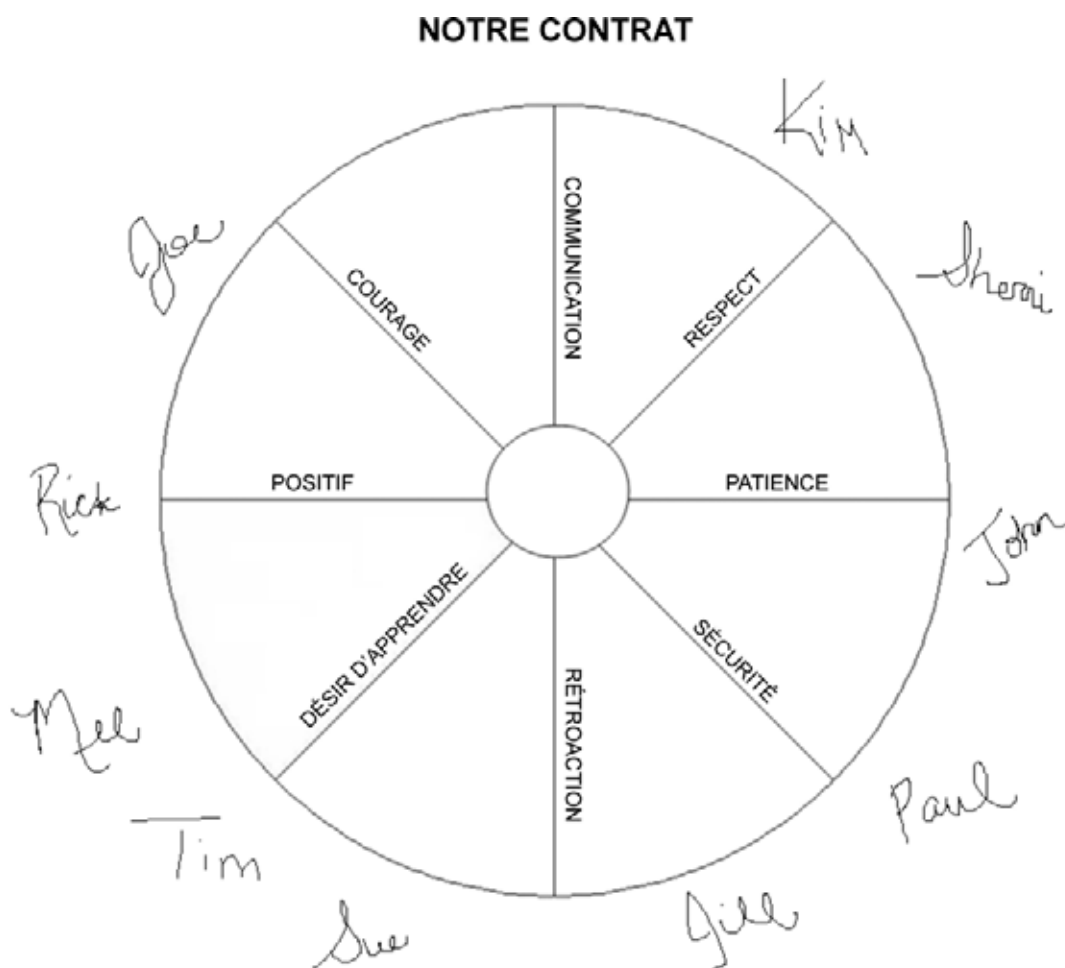 NOTRE CONTRAT
Kim
Joe
Sherri
COMMUNICATION
COURAGE
RESPECT
Rick
POSITIF
PATIENCE
John
DÉSIR D'APPRENDRE
SÉCURITÉ
RÉTROACTION
Paul
Tim
Sue
Jill